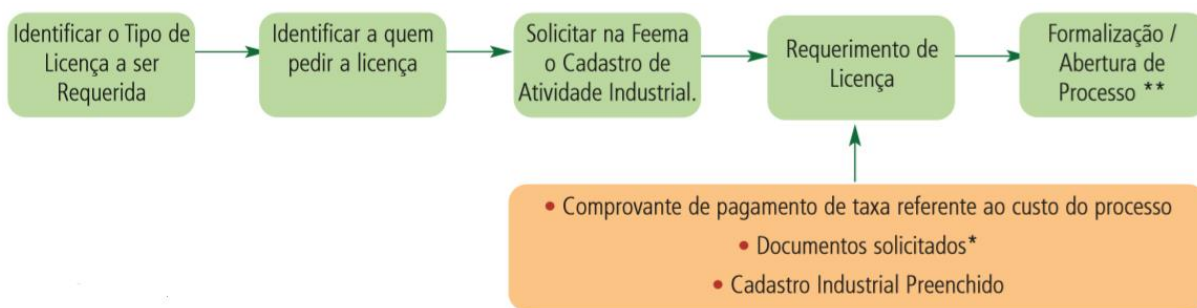 Identificar o Tipo de
Licença a ser
Requerida
Identificar a quem
pedir a licença
Solicitar na Feema
o Cadastro de
Atividade Industrial.
Requerimento de
Licença
Formalização /
Abertura de
Processo **
• Comprovante de pagamento de taxa referente ao custo do processo
• Documentos solicitados*
• Cadastro Industrial Preenchido